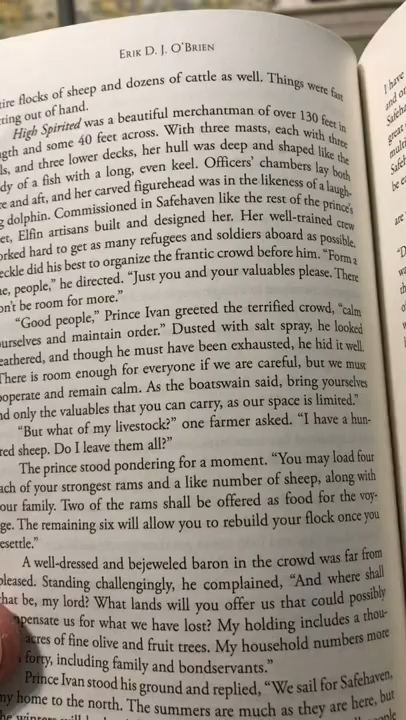 ERIK D. J. O'BRIEN
tire flocks of sheep and dozens of cattle as well. Things were fast
tting out of hand.
High Spirited was a beautiful merchantman of over 130 feet in
ngth and some 40 feet across. With three masts, each with three
ls, and three lower decks, her hull was deep and shaped like the
dy of a fish with a long, even keel. Officers' chambers lay both
e and aft, and her carved figurehead was in the likeness of a laugh-
g dolphin. Commissioned in Safehaven like the rest of the prince's
et, Elfin artisans built and designed her. Her well-trained crew
orked hard to get as many refugees and soldiers aboard as possible.
eckle did his best to organize the frantic crowd before him. "Form a
ne, people," he directed. "Just you and your valuables please. There
on't be room for more."
"Good people," Prince Ivan greeted the terrified crowd, "calm
ourselves and maintain order." Dusted with salt spray, he looked
eathered, and though he must have been exhausted, he hid it well.
There is room enough for everyone if we are careful, but we must
ooperate and remain calm. As the boatswain said, bring yourselves
nd only the valuables that you can carry, as our space is limited."
"But what of my livestock?" one farmer asked. "I have a hun-
red sheep. Do I leave them all?"
The prince stood pondering for a moment. "You may load four
ach of your strongest rams and a like number of sheep, along with
our family. Two of the rams shall be offered as food for the voy-
ge. The remaining six will allow you to rebuild your flock once you
esettle."
A well-dressed and bejeweled baron in the crowd was far from
pleased. Standing challengingly, he complained, "And where shall
hat be, my lord? What lands will you offer us that could possibly
mpensate us for what we have lost? My holding includes a thou-
acres of fine olive and fruit trees. My household numbers more
forty, including family and bondservants."
Prince Ivan stood his ground and replied, "We sail for Safehaven,
my home to the north. The summers are much as they are here, but
he winters will
I have
and
great
are